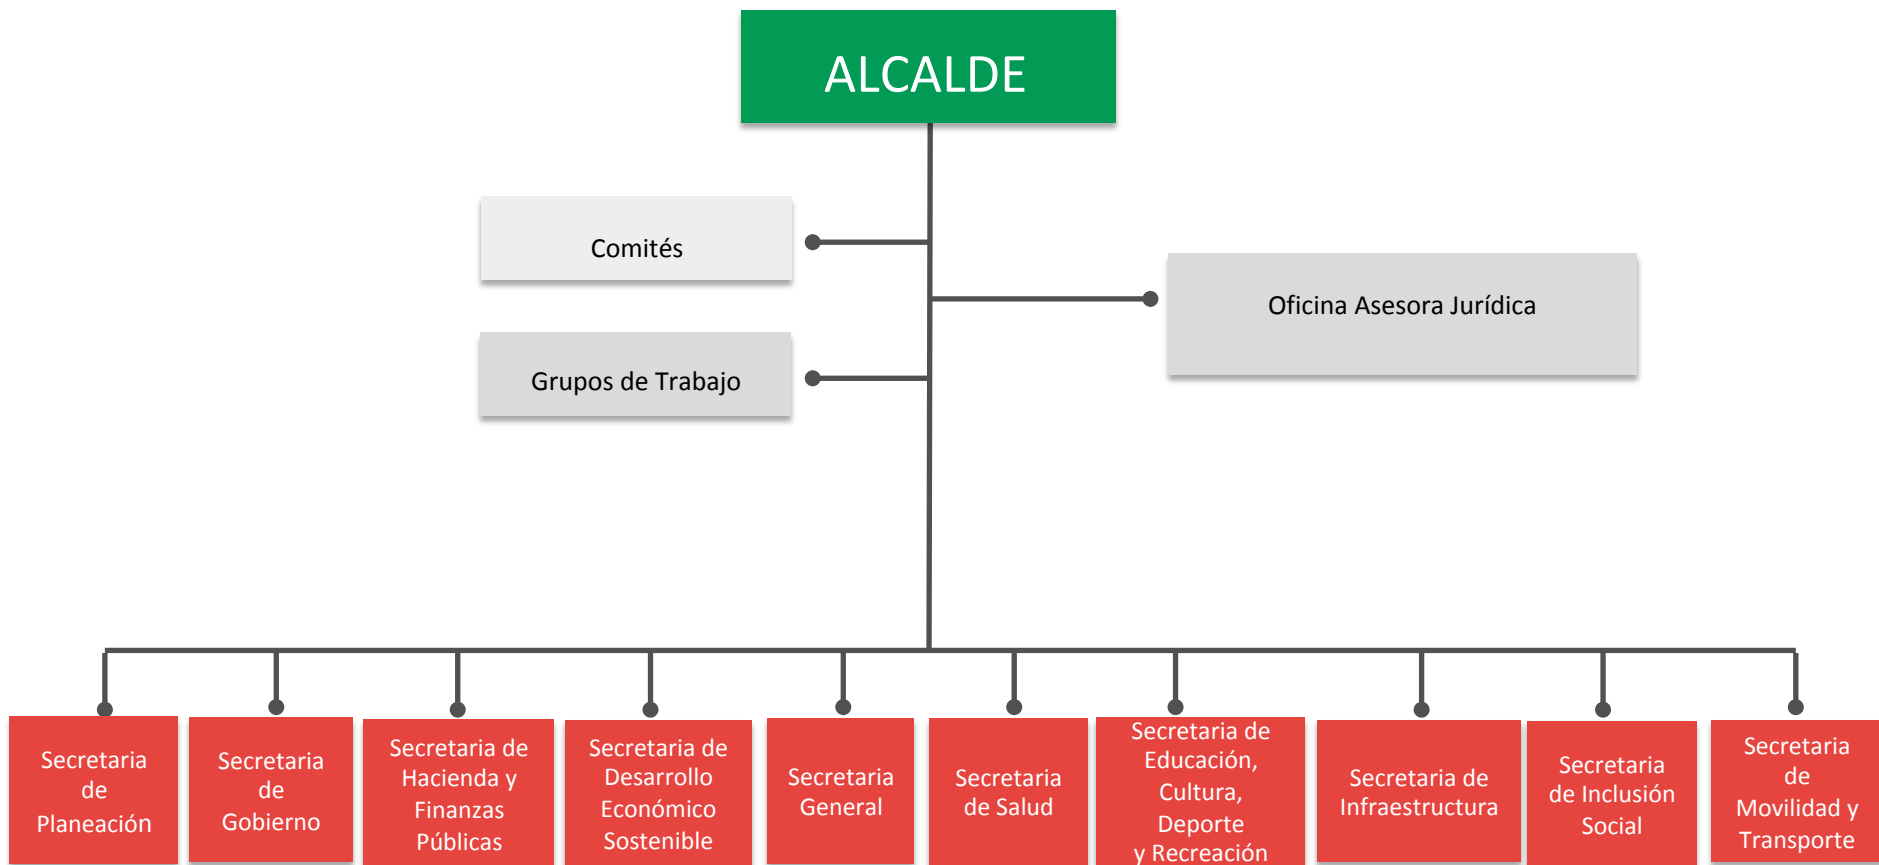 ALCALDE
Comités
Oficina Asesora Jurídica
Grupos de Trabajo
Secretaria
de
Planeación
Secretaria
de
Gobierno
Secretaria de
Hacienda y
Finanzas
Públicas
Secretaria de
Desarrollo
Económico
Sostenible
Secretaria
General
Secretaria
de Salud
Secretaria de
Educación,
Cultura,
Deporte
y Recreación
Secretaria de
Infraestructura
Secretaria
de Inclusión
Social
Secretaria
de
Movilidad y
Transporte